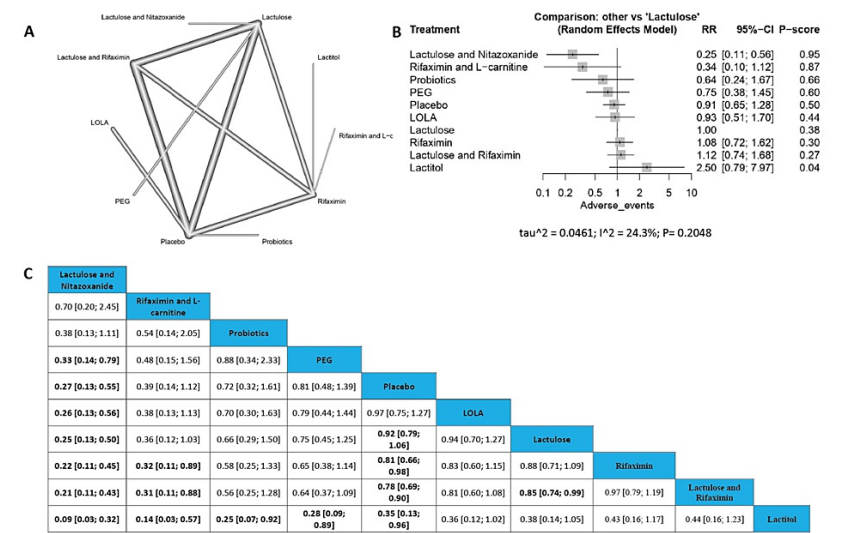 A
Lactulose and Nitazoxanide
Lactulose
Lactulose and Rifaximin
Lactitol
LOLA
Rifaximin and L-c
PEG
Rifaximin
Placebo
Probiotics
B
Comparison: other vs 'Lactulose'
Treatment (Random Effects Model) RR 95%-CI P-score
Lactulose and Nitazoxanide 0.25 [0.11; 0.56] 0.95
Rifaximin and L-carnitine 0.34 [0.10; 1.12] 0.87
Probiotics 0.64 [0.24; 1.67] 0.66
PEG 0.75 [0.38; 1.45] 0.60
Placebo 0.91 [0.65; 1.28] 0.50
LOLA 0.93 [0.51; 1.70] 0.44
Lactulose 1.00 0.38
Rifaximin 1.08 [0.72; 1.62] 0.30
Lactulose and Rifaximin 1.12 [0.74; 1.68] 0.27
Lactitol 2.50 [0.79; 7.97] 0.04
0.1 0.2 0.5 1 2 5 10
Adverse_events
tau^2 = 0.0461; I^2 = 24.3%; P= 0.2048
C
Lactulose and
Nitazoxanide
0.70 [0.20; 2.45] Rifaximin and L-
carnitine
0.38 [0.13; 1.11] 0.54 [0.14; 2.05] Probiotics
0.33 [0.14; 0.79] 0.48 [0.15; 1.56] 0.88 [0.34; 2.33] PEG
0.27 [0.13; 0.55] 0.39 [0.14; 1.12] 0.72 [0.32; 1.61] 0.81 [0.48; 1.39] Placebo
0.26 [0.13; 0.56] 0.38 [0.13; 1.13] 0.70 [0.30; 1.63] 0.79 [0.44; 1.44] 0.97 [0.75; 1.27] LOLA
0.25 [0.13; 0.50] 0.36 [0.12; 1.03] 0.66 [0.29; 1.50] 0.75 [0.45; 1.25] 0.92 [0.79;
1.06] 0.94 [0.70; 1.27] Lactulose
0.22 [0.11; 0.45] 0.32 [0.11; 0.89] 0.58 [0.25; 1.33] 0.65 [0.38; 1.14] 0.81 [0.66;
0.98] 0.83 [0.60; 1.15] 0.88 [0.71; 1.09] Rifaximin
0.21 [0.11; 0.43] 0.31 [0.11; 0.88] 0.56 [0.25; 1.28] 0.64 [0.37; 1.09] 0.78 [0.69;
0.90] 0.81 [0.60; 1.08] 0.85 [0.74; 0.99] 0.97 [0.79; 1.19] Lactulose and
Rifaximin
0.09 [0.03; 0.32] 0.14 [0.03; 0.57] 0.25 [0.07; 0.92] 0.28 [0.09;
0.89] 0.35 [0.13;
0.96] 0.36 [0.12; 1.02] 0.38 [0.14; 1.05] 0.43 [0.16; 1.17] 0.44 [0.16; 1.23] Lactitol